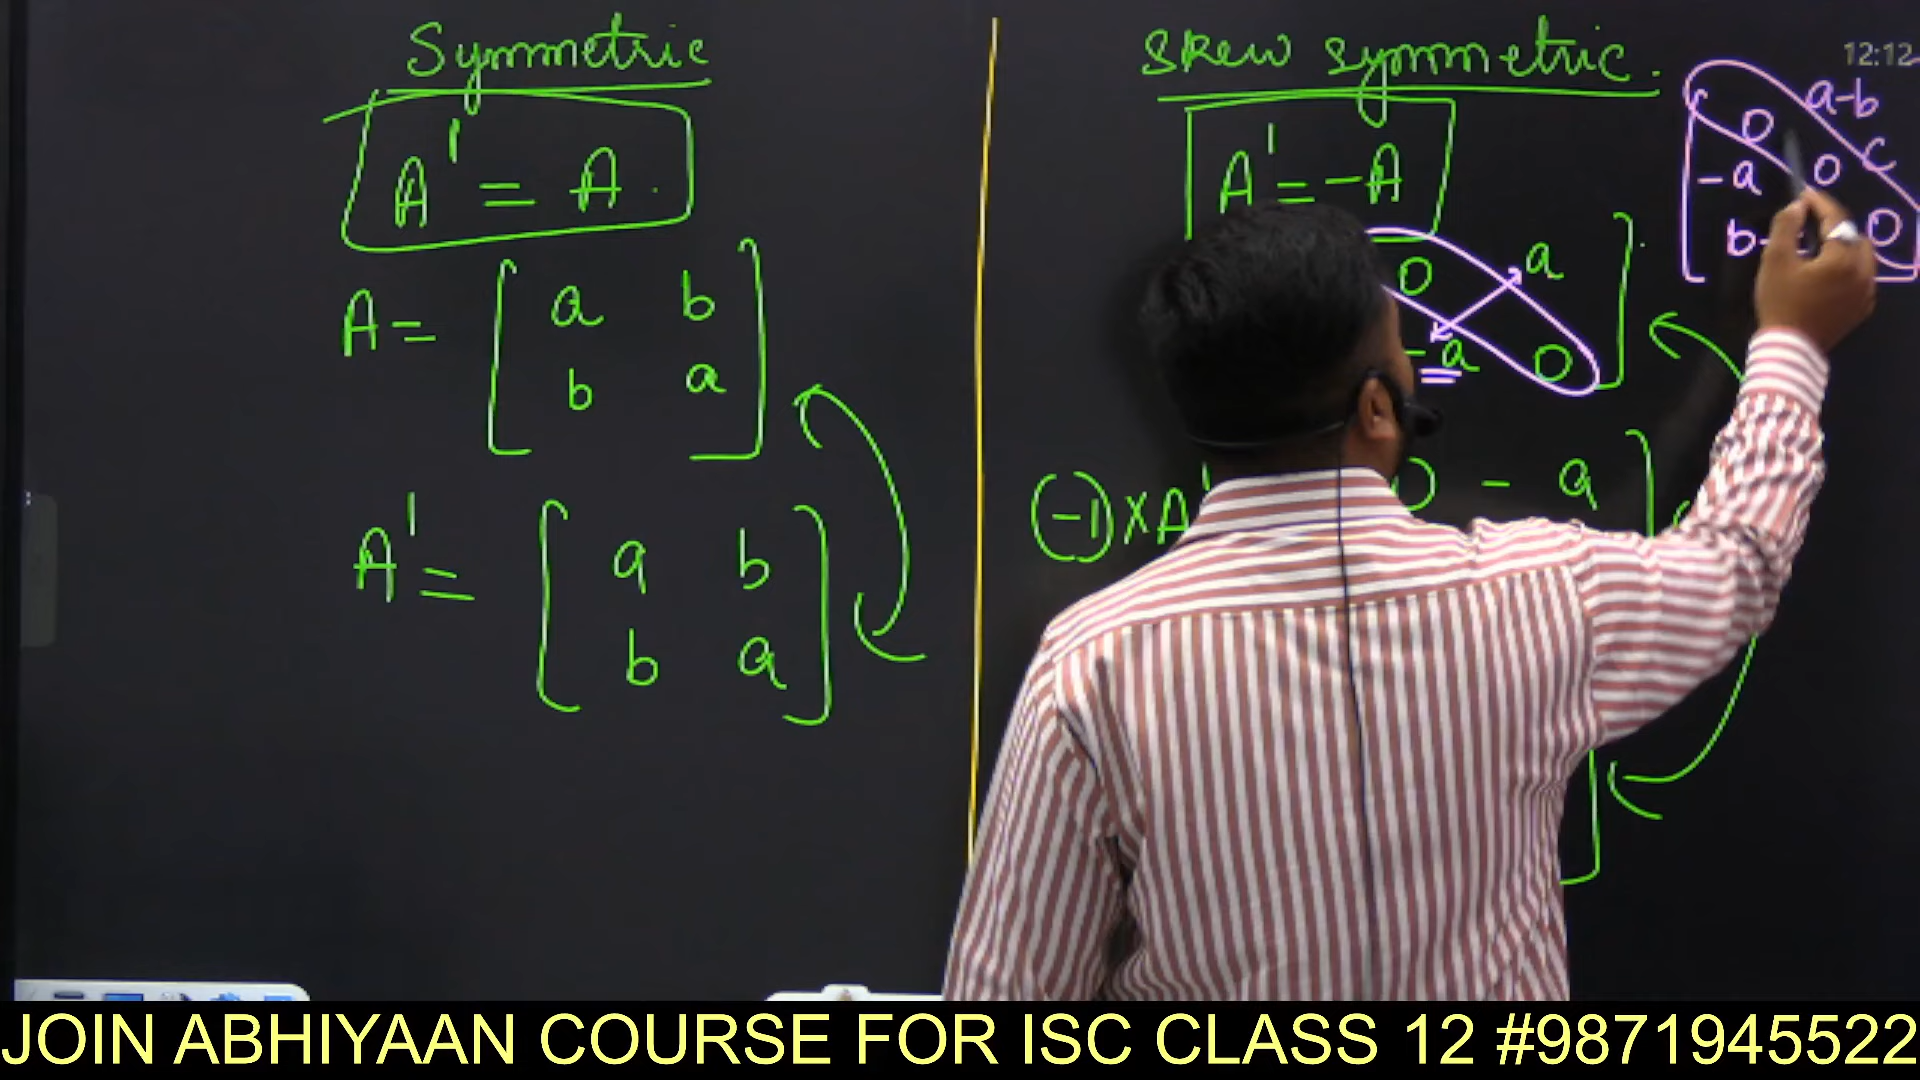 Symmetric
A' = A.
A = [ a b
b a ]
A' = [ a b
b a ]
Skew symmetric.
A' = -A
0 a
-a 0
(-1) × A'
0 - a
12:12
0 a -b
-a 0 c
b - 0
JOIN ABHIYAAN COURSE FOR ISC CLASS 12 #9871945522